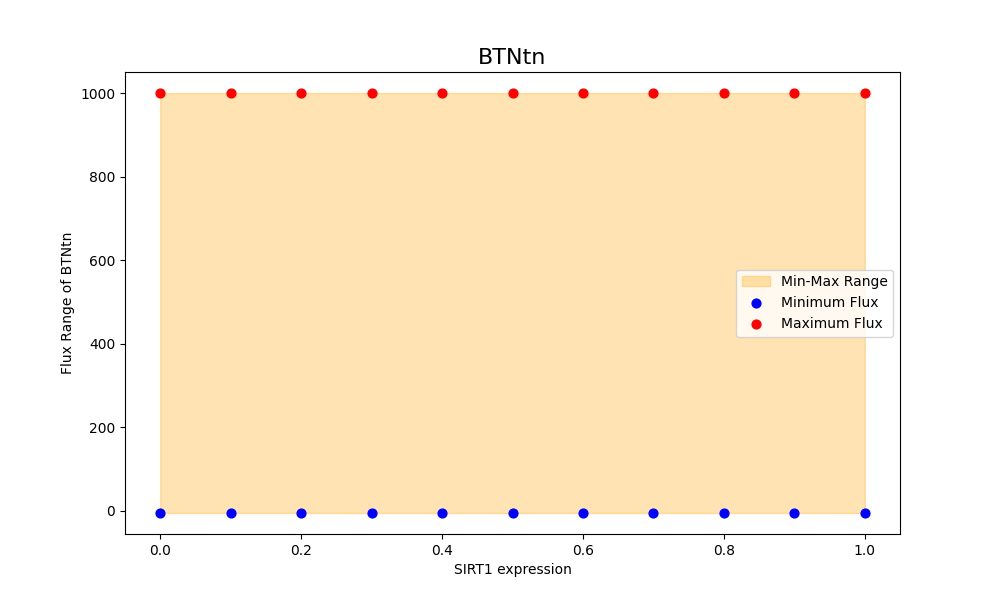 BTNtn
Flux Range of BTNtn
1000
800
600
400
200
0
Min-Max Range
Minimum Flux
Maximum Flux
0.0 0.2 0.4 0.6 0.8 1.0
SIRT1 expression